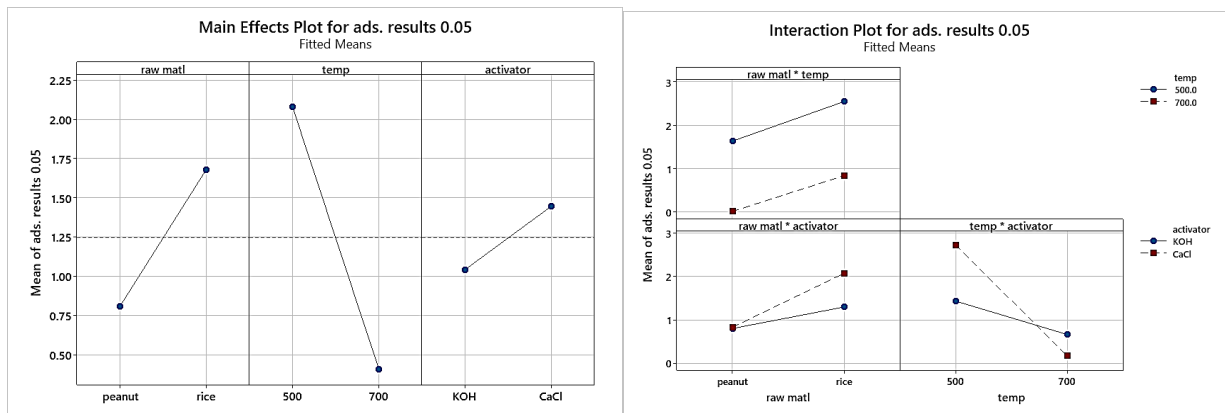 Main Effects Plot for ads. results 0.05
Fitted Means
raw matl temp activator
Mean of ads. results 0.05
2.25
2.00
1.75
1.50
1.25
1.00
0.75
0.50
peanut rice 500 700 KOH CaCl
Interaction Plot for ads. results 0.05
Fitted Means
raw matl * temp
Mean of ads. results 0.05
3
2
1
0
raw matl * activator temp * activator
3
2
1
0
peanut rice 500 700
raw matl temp
temp
500.0
700.0
activator
KOH
CaCl